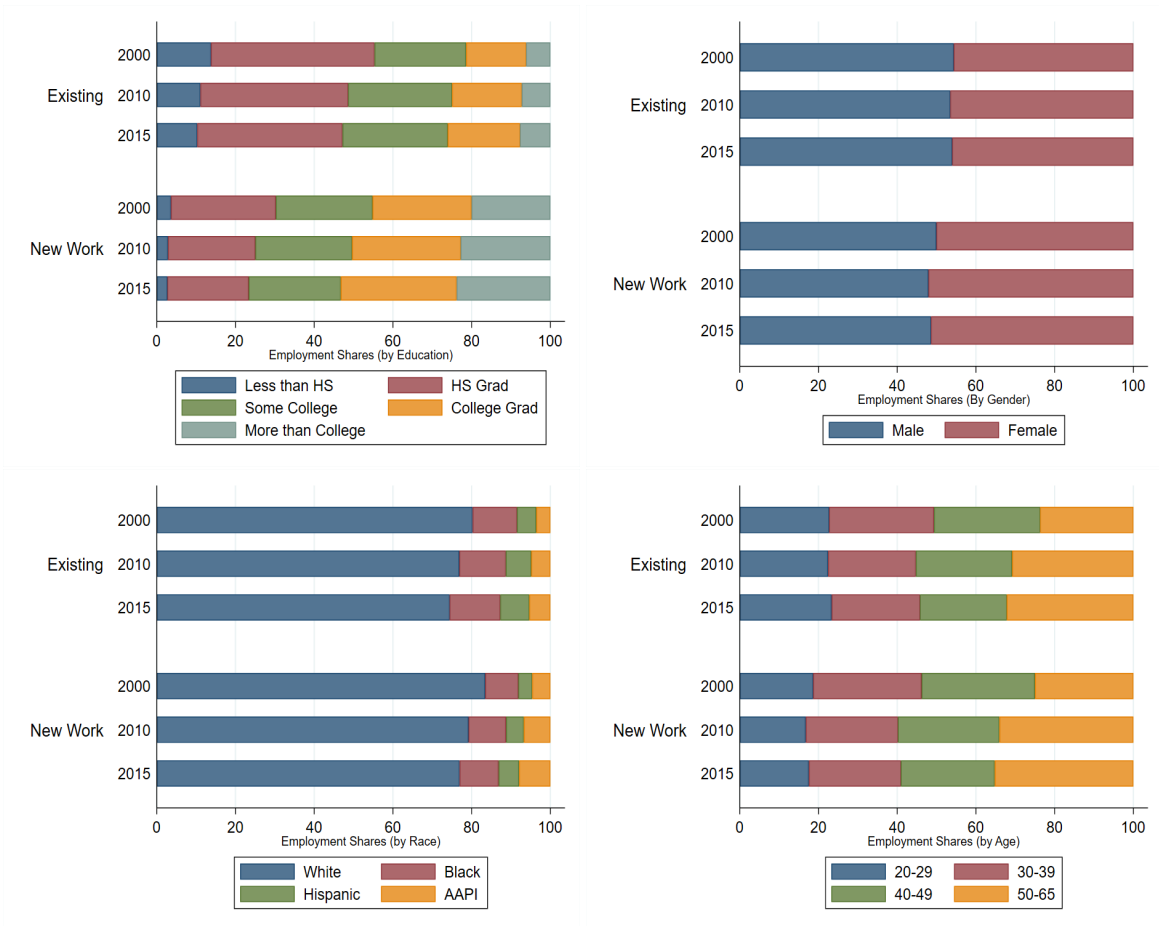 2000
Existing 2010
2015
2000
New Work 2010
2015
0 20 40 60 80 100
Employment Shares (by Education)
Less than HS HS Grad
Some College College Grad
More than College
2000
Existing 2010
2015
2000
New Work 2010
2015
0 20 40 60 80 100
Employment Shares (By Gender)
Male Female
2000
Existing 2010
2015
2000
New Work 2010
2015
0 20 40 60 80 100
Employment Shares (by Race)
White Black
Hispanic AAPI
2000
Existing 2010
2015
2000
New Work 2010
2015
0 20 40 60 80 100
Employment Shares (by Age)
20-29 30-39
40-49 50-65